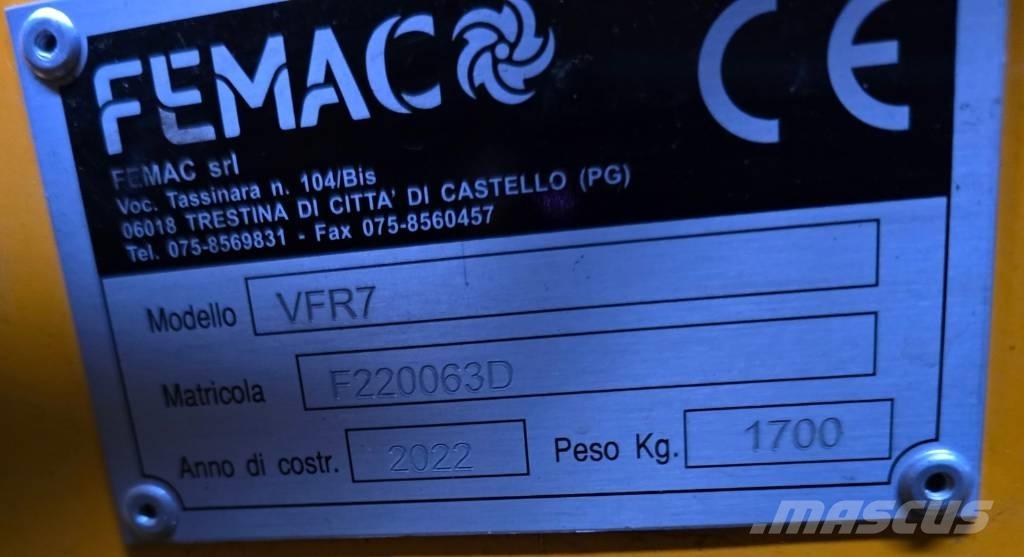 FEMAC CE
FEMAC srl
Voc. Tassinara n. 104/Bis
06018 TRESTINA DI CITTA' DI CASTELLO (PG)
Tel. 075-8569831 - Fax 075-8560457
Modello VFR7
Matricola F220063D
Anno di costr. 2022 Peso Kg. 1700
MASCUS